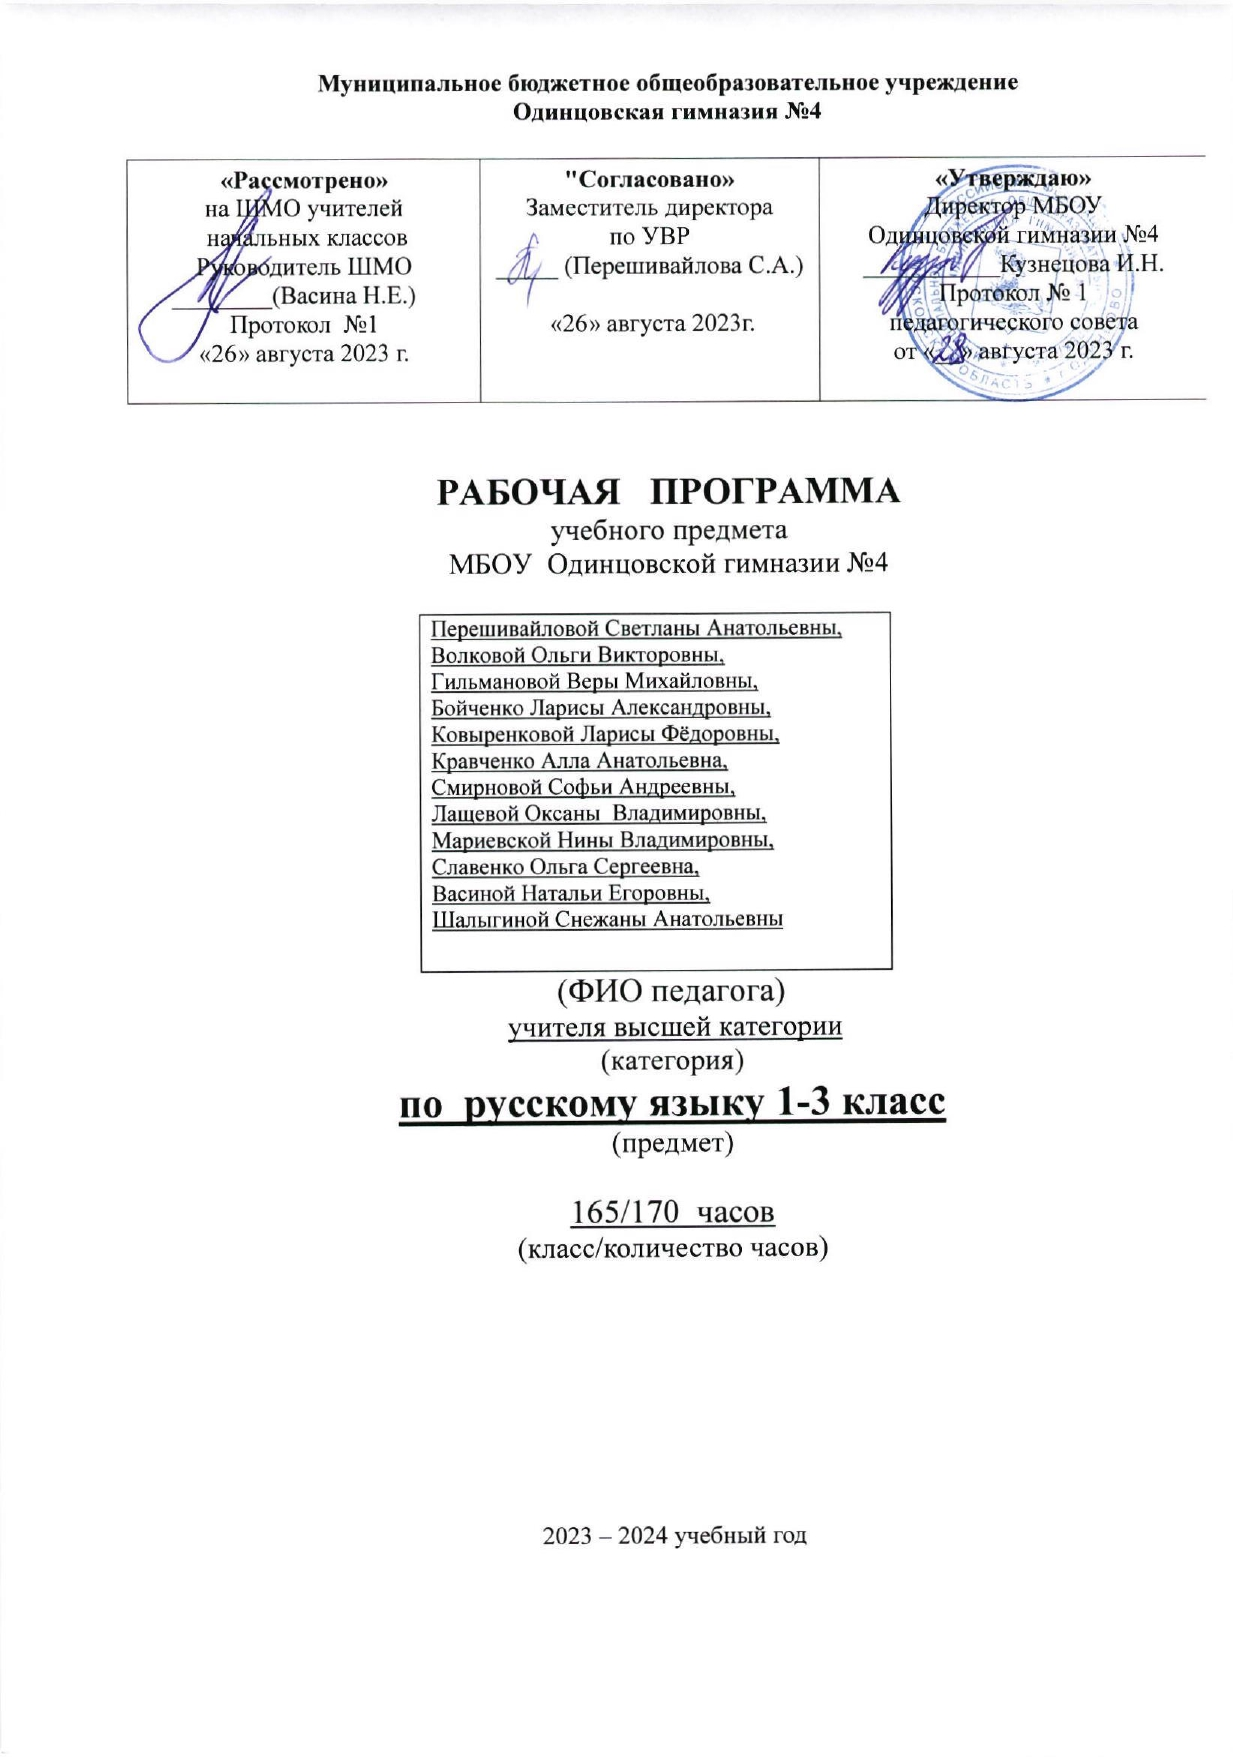 Муниципальное бюджетное общеобразовательное учреждение
Одинцовская гимназия №4
«Рассмотрено»
на ШМО учителей
начальных классов
Руководитель ШМО
________(Васина Н.Е.)
Протокол №1
«26» августа 2023 г.
"Согласовано»
Заместитель директора
по УВР
_____ (Перешивайлова С.А.)
«26» августа 2023г.
«Утверждаю»
Директор МБОУ
Одинцовской гимназии №4
___________Кузнецова И.Н.
Протокол № 1
педагогического совета
от «28» августа 2023 г.
РАБОЧАЯ ПРОГРАММА
учебного предмета
МБОУ Одинцовской гимназии №4
Перешивайловой Светланы Анатольевны,
Волковой Ольги Викторовны,
Гильмановой Веры Михайловны,
Бойченко Ларисы Александровны,
Ковыренковой Ларисы Фёдоровны,
Кравченко Алла Анатольевна,
Смирновой Софьи Андреевны,
Лащевой Оксаны Владимировны,
Мариевской Нины Владимировны,
Славенко Ольга Сергеевна,
Васиной Натальи Егоровны,
Шалыгиной Снежаны Анатольевны
(ФИО педагога)
учителя высшей категории
(категория)
по русскому языку 1-3 класс
(предмет)
165/170 часов
(класс/количество часов)
2023 – 2024 учебный год